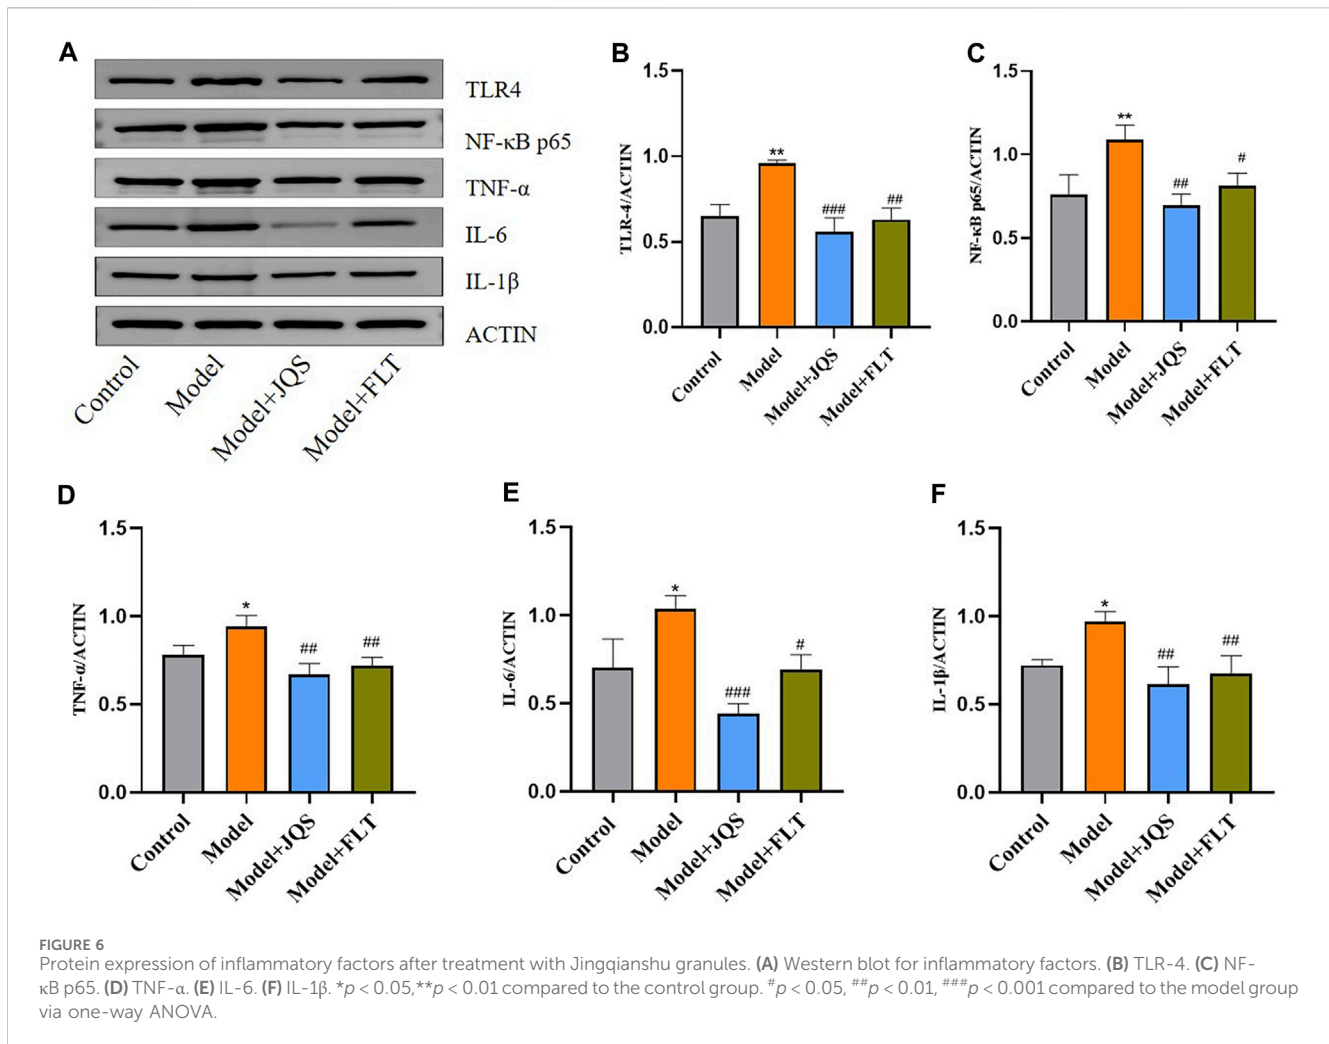 A
TLR4
NF-κB p65
TNF-α
IL-6
IL-1β
ACTIN
Control
Model
Model+JQS
Model+FLT
B
1.5
1.0
0.5
0.0
TLR-4/ACTIN
**
###
##
Control
Model
Model+JQS
Model+FLT
C
1.5
1.0
0.5
0.0
NF-κB p65/ACTIN
**
##
#
Control
Model
Model+JQS
Model+FLT
D
1.5
1.0
0.5
0.0
TNF-α/ACTIN
*
##
##
Control
Model
Model+JQS
Model+FLT
E
1.5
1.0
0.5
0.0
IL-6/ACTIN
*
###
#
Control
Model
Model+JQS
Model+FLT
F
1.5
1.0
0.5
0.0
IL-1β/ACTIN
*
##
##
Control
Model
Model+JQS
Model+FLT
FIGURE 6
Protein expression of inflammatory factors after treatment with Jingqianshu granules. (A) Western blot for inflammatory factors. (B) TLR-4. (C) NF-
κB p65. (D) TNF-α. (E) IL-6. (F) IL-1β. *p < 0.05,**p < 0.01 compared to the control group. #p < 0.05, ##p < 0.01, ###p < 0.001 compared to the model group
via one-way ANOVA.